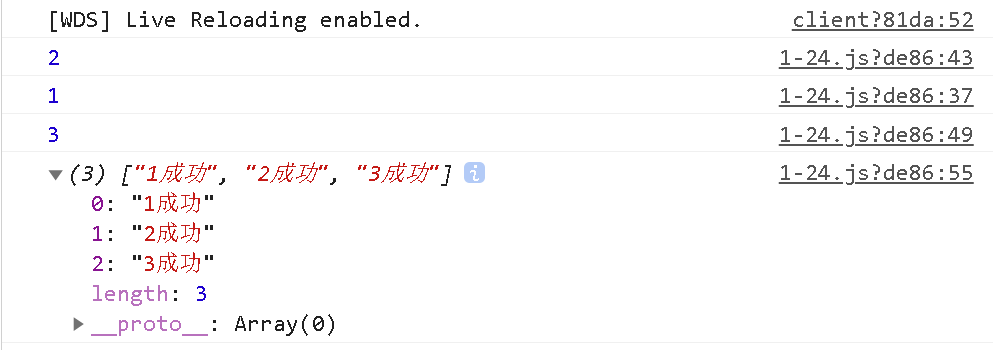 [WDS] Live Reloading enabled. client?81da:52
2 1-24.js?de86:43
1 1-24.js?de86:37
3 1-24.js?de86:49
(3) ["1成功", "2成功", "3成功"] i 1-24.js?de86:55
0: "1成功"
1: "2成功"
2: "3成功"
length: 3
__proto__: Array(0)